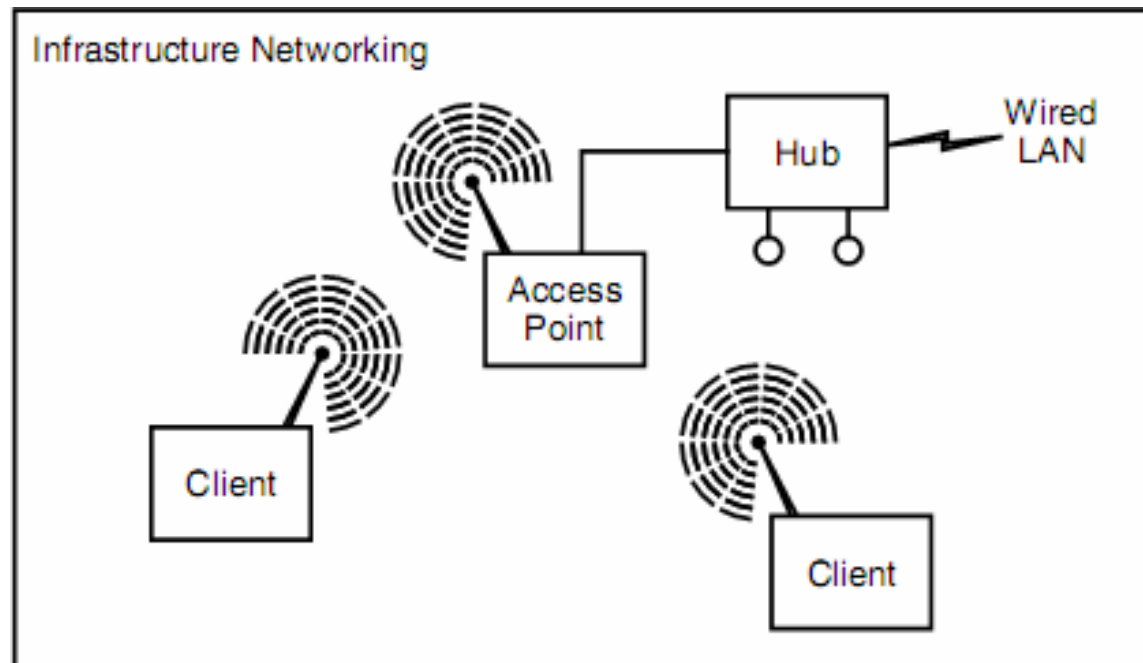 Infrastructure Networking
Hub
Wired
LAN
Access
Point
Client
Client